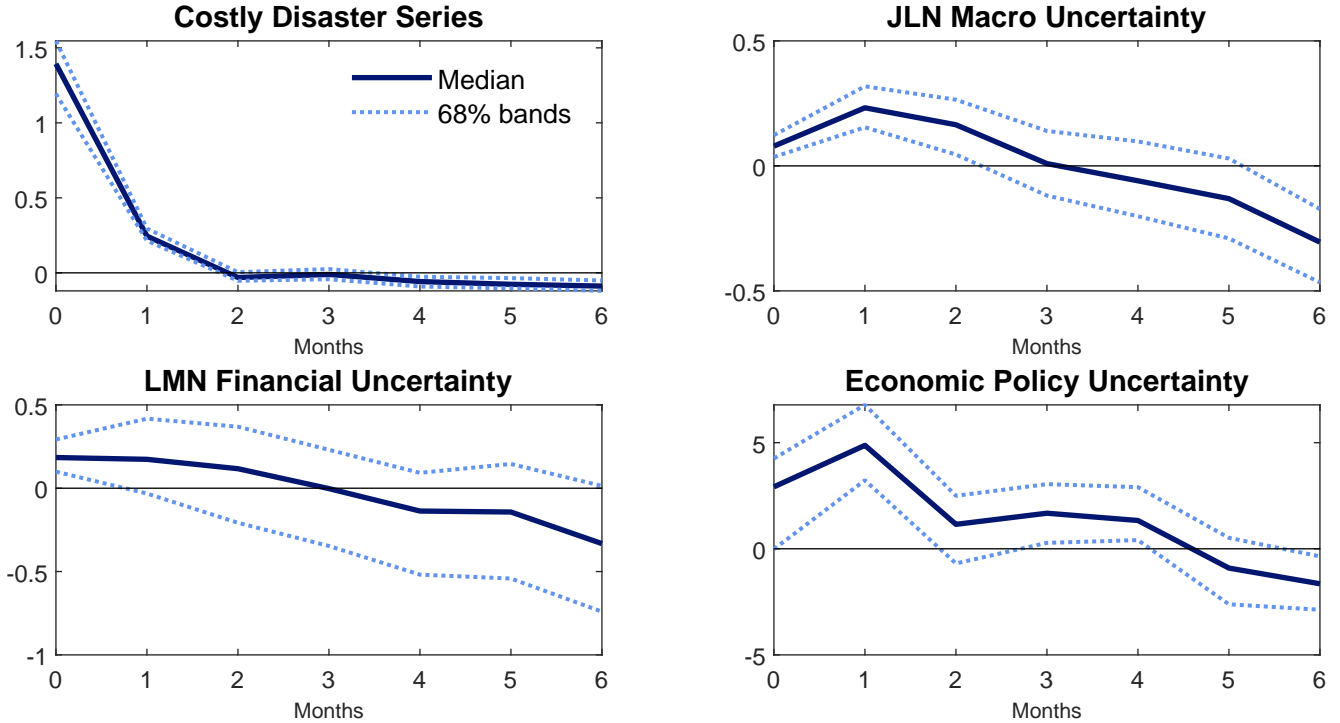 Costly Disaster Series
1.5
1
0.5
0
Median
68% bands
0 1 2 3 4 5 6
Months
JLN Macro Uncertainty
0.5
0
-0.5
0 1 2 3 4 5 6
Months
LMN Financial Uncertainty
0.5
0
-0.5
-1
0 1 2 3 4 5 6
Months
Economic Policy Uncertainty
5
0
-5
0 1 2 3 4 5 6
Months